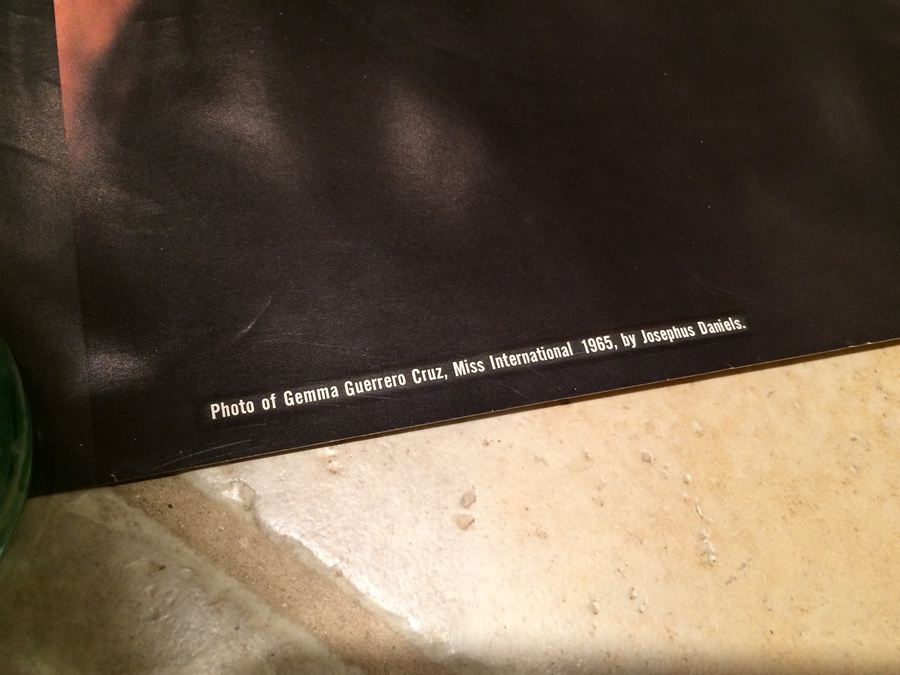 Photo of Gemma Guerrero Cruz, Miss International 1965, by Josephus Daniels.